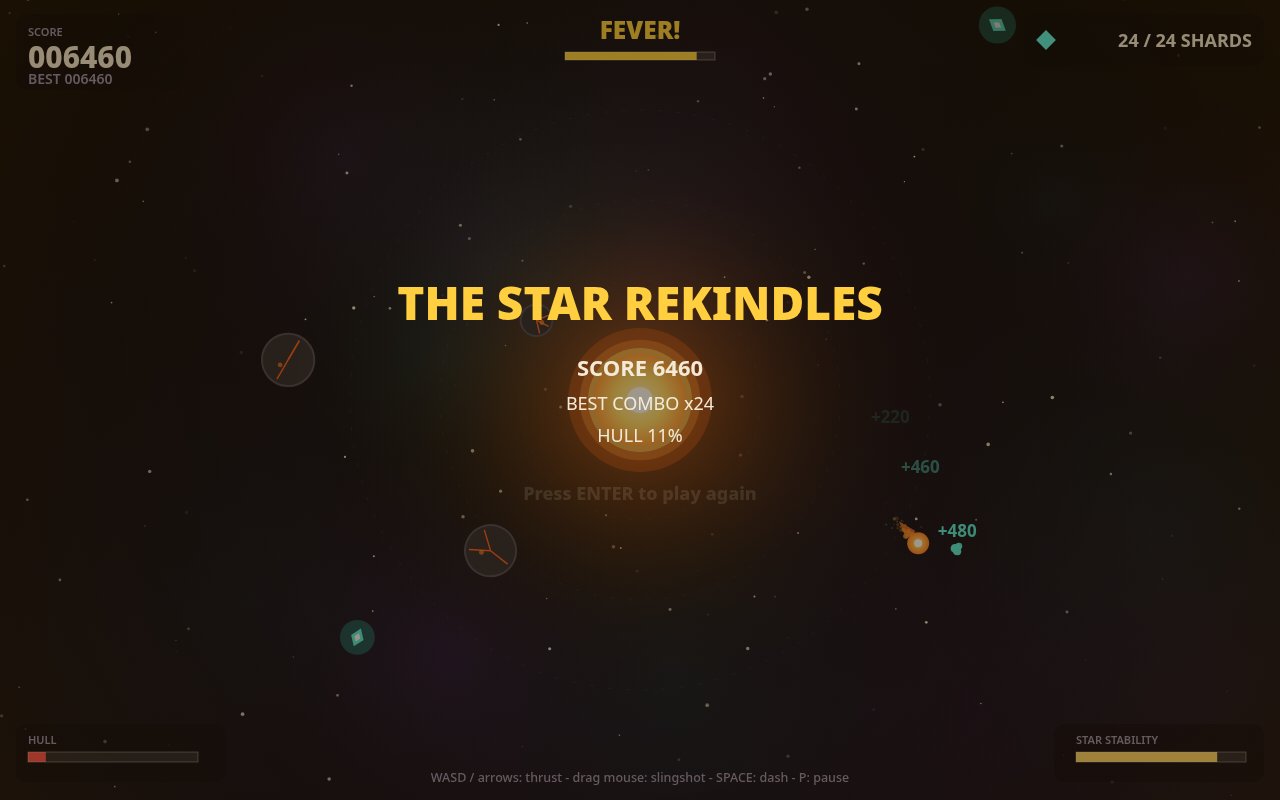 SCORE
006460
BEST 006460
FEVER!
24 / 24 SHARDS
THE STAR REKINDLES
SCORE 6460
BEST COMBO x24
HULL 11%
Press ENTER to play again
+220
+460
+480
HULL
STAR STABILITY
WASD / arrows: thrust - drag mouse: slingshot - SPACE: dash - P: pause